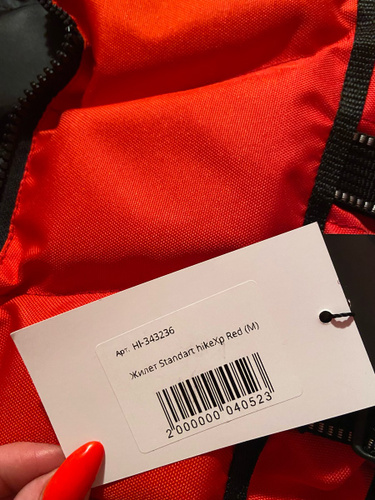 Арт. HI-343236
Жилет Standart hikeXp Red (M)
2 000000 040523